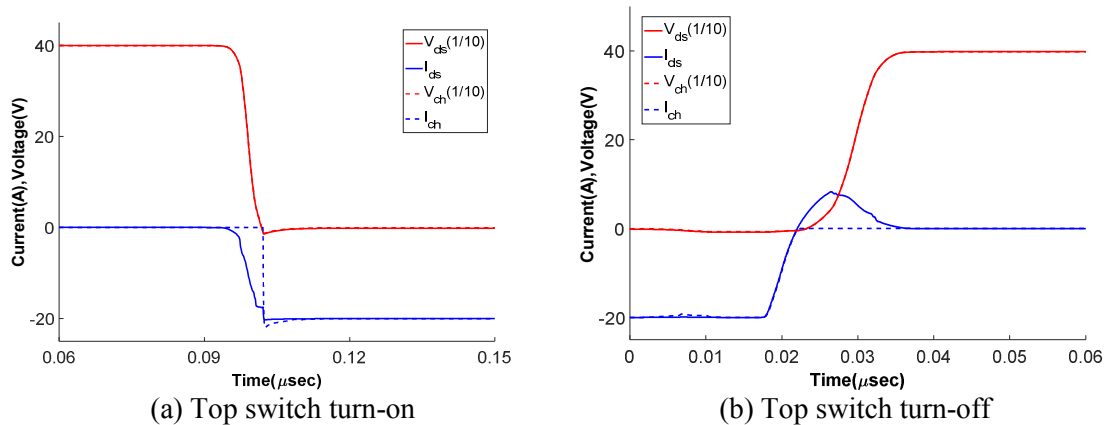 40
20
0
-20
Current(A),Voltage(V)
V_ds(1/10)
I_ds
V_ch(1/10)
I_ch
0.06
0.09
0.12
0.15
Time(μsec)
(a) Top switch turn-on
V_ds(1/10)
I_ds
V_ch(1/10)
I_ch
40
20
0
-20
Current(A),Voltage(V)
0
0.01
0.02
0.03
0.04
0.05
0.06
Time(μsec)
(b) Top switch turn-off